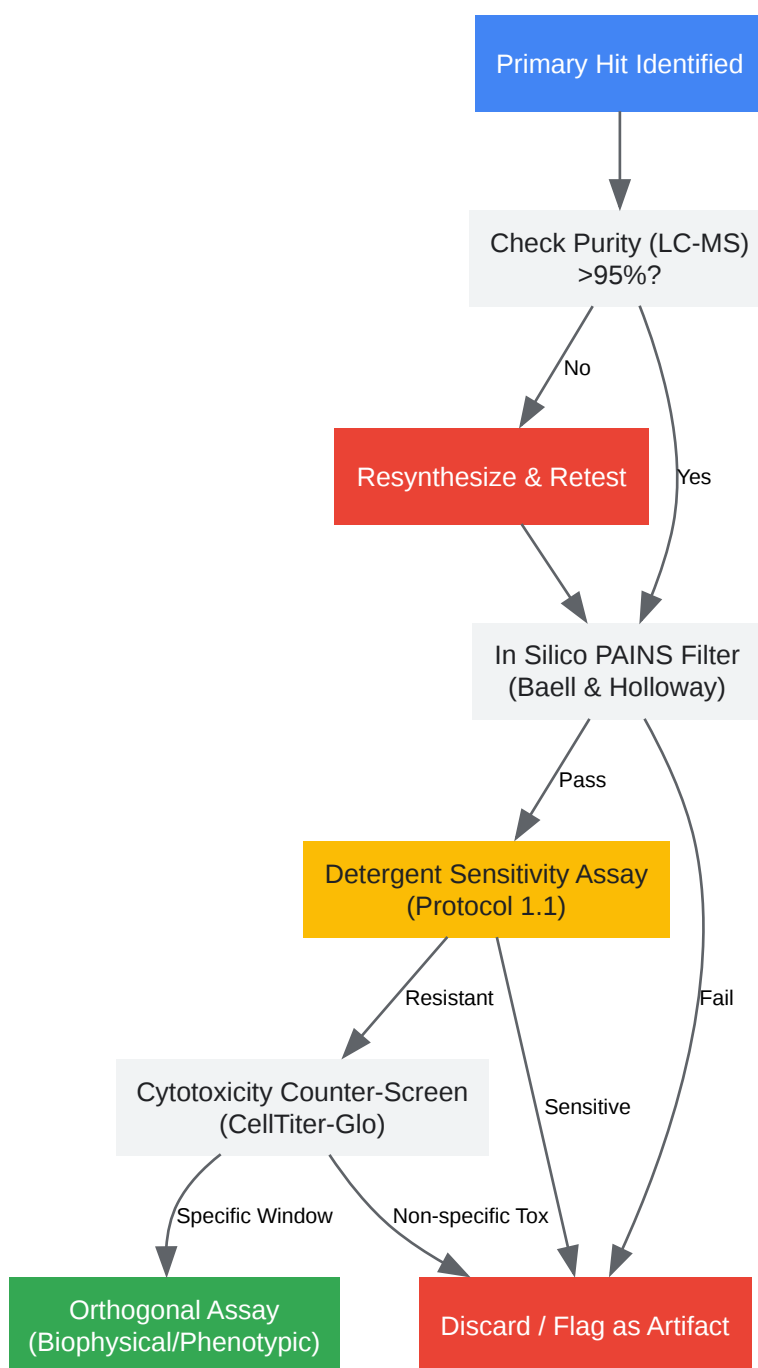 Primary Hit Identified
Check Purity (LC-MS)
>95%?
No
Yes
Resynthesize & Retest
In Silico PAINS Filter
(Baell & Holloway)
Pass
Fail
Detergent Sensitivity Assay
(Protocol 1.1)
Resistant
Sensitive
Cytotoxicity Counter-Screen
(CellTiter-Glo)
Specific Window
Non-specific Tox
Orthogonal Assay
(Biophysical/Phenotypic)
Discard / Flag as Artifact